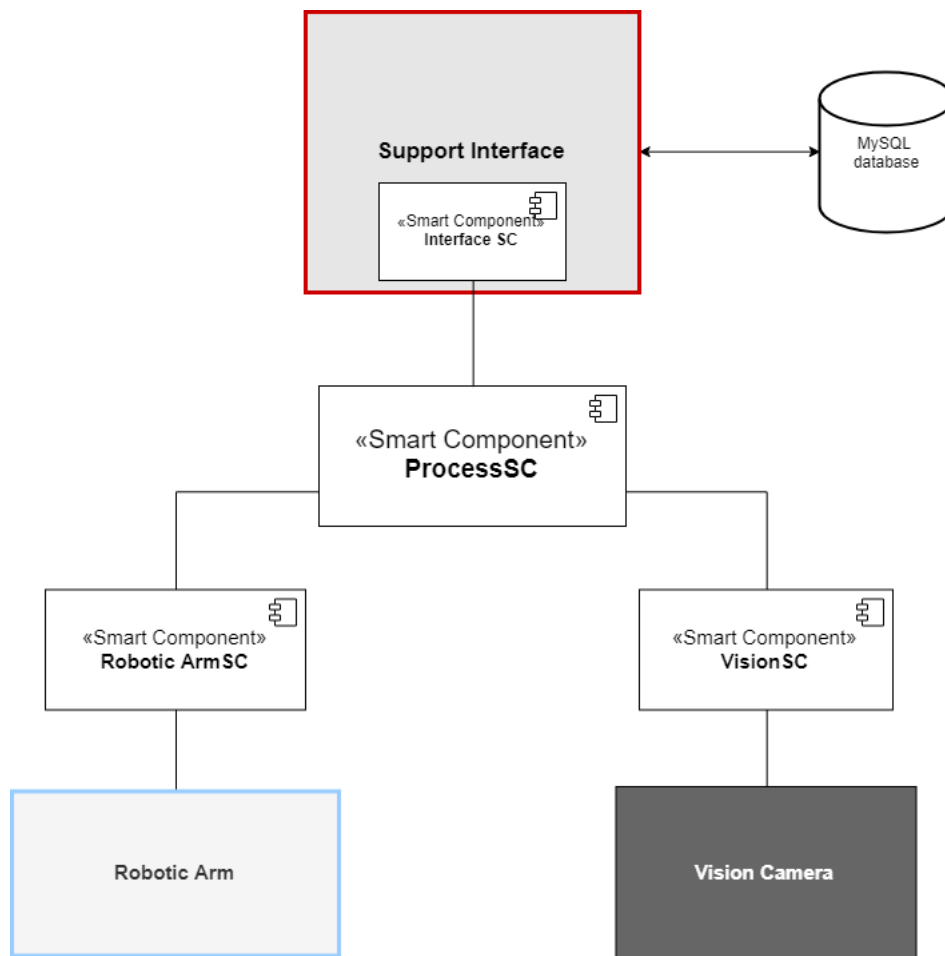 Support Interface
MySQL
database
«Smart Component»
Interface SC
«Smart Component»
ProcessSC
«Smart Component»
Robotic ArmSC
«Smart Component»
VisionSC
Robotic Arm
Vision Camera